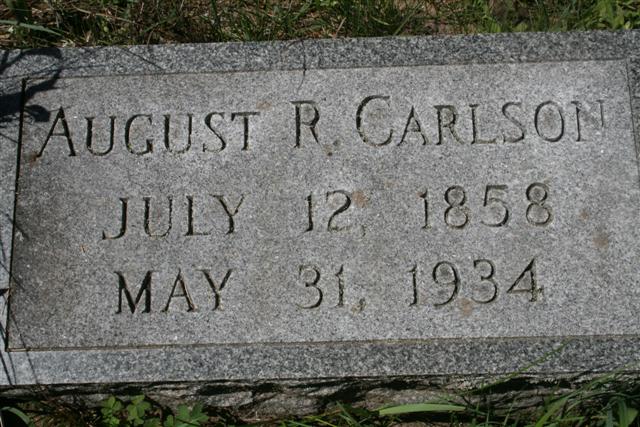 August R. Carlson
July 12, 1858
May 31, 1934